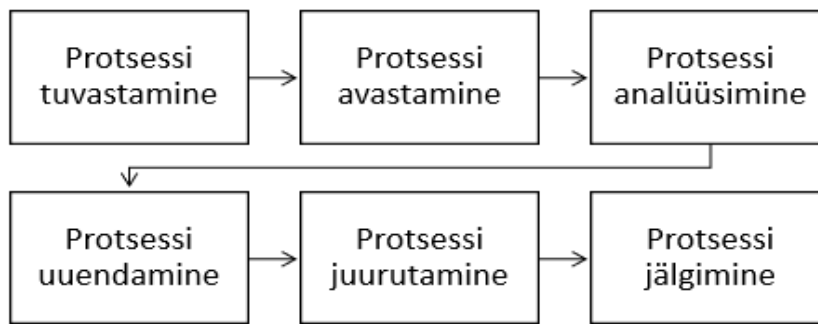 Protsessi
tuvastamine
Protsessi
avastamine
Protsessi
analüüsimine
Protsessi
uuendamine
Protsessi
juurutamine
Protsessi
jälgimine